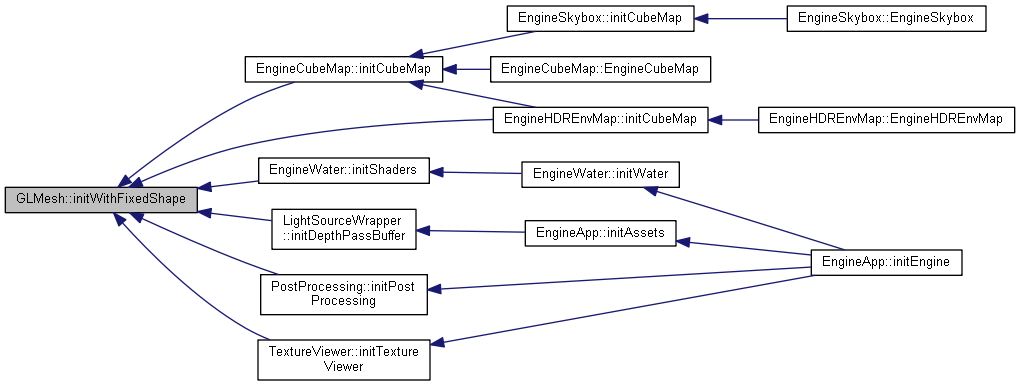 EngineSkybox::initCubeMap
EngineSkybox::EngineSkybox
EngineCubeMap::initCubeMap
EngineCubeMap::EngineCubeMap
EngineHDREnvMap::initCubeMap
EngineHDREnvMap::EngineHDREnvMap
EngineWater::initShaders
EngineWater::initWater
GLMesh::initWithFixedShape
LightSourceWrapper
::initDepthPassBuffer
EngineApp::initAssets
EngineApp::initEngine
PostProcessing::initPost
Processing
TextureViewer::initTexture
Viewer